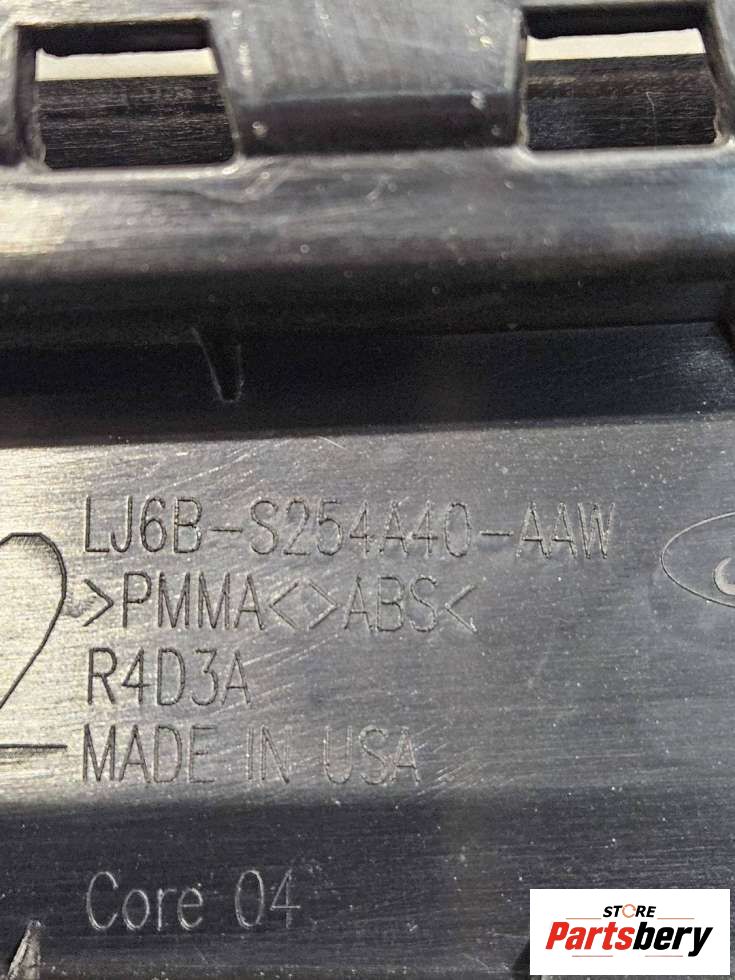 LJ6B-S254A40-AAW
>PMMA<>ABS<
R4D3A
MADE IN USA
Core 04
STORE
Partsbery